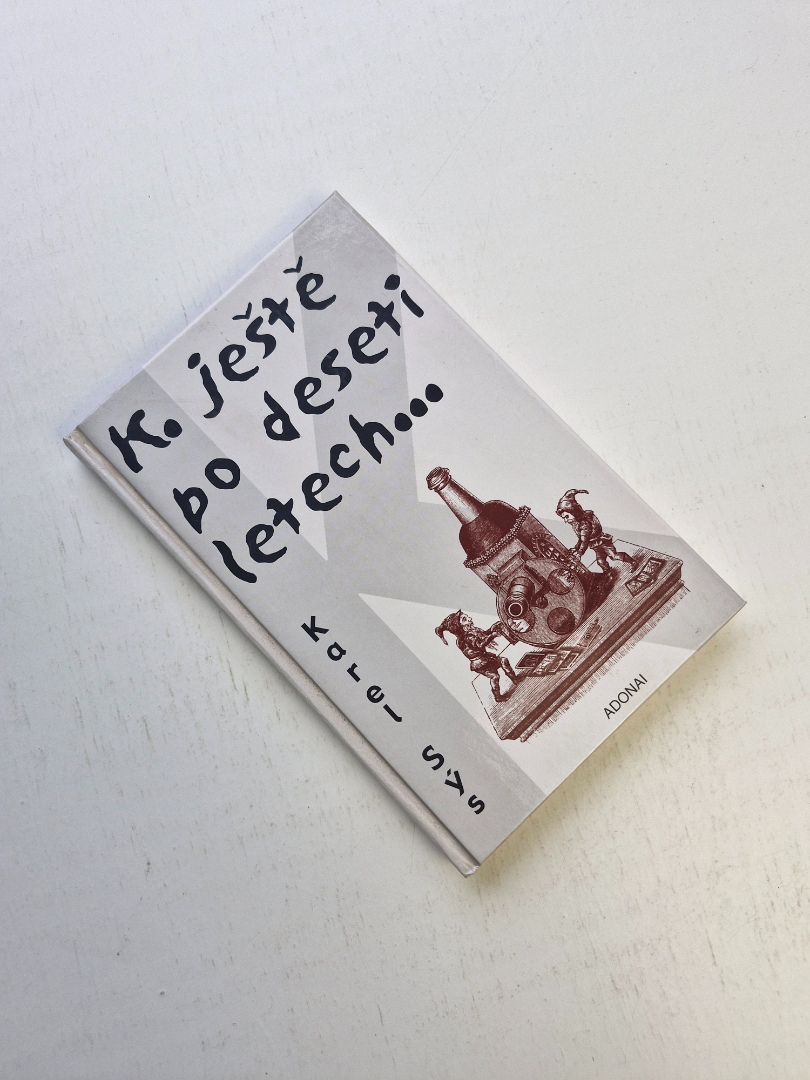 K. ještě
po deseti
letech...
Karel Sýs
ADONAI